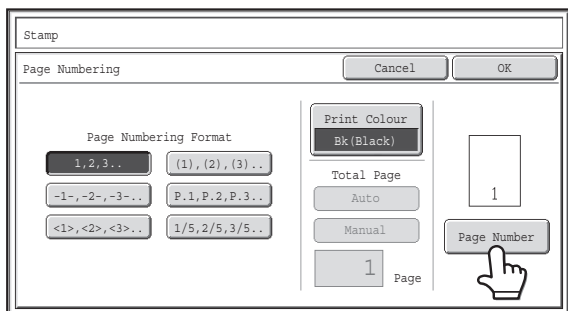 Stamp
Page Numbering
Cancel
OK
Page Numbering Format
1,2,3..
(1),(2),(3)..
-1-,-2-,-3-..
P.1,P.2,P.3..
<1>,<2>,<3>..
1/5,2/5,3/5..
Print Colour
Bk(Black)
Total Page
Auto
Manual
1 Page
1
Page Number